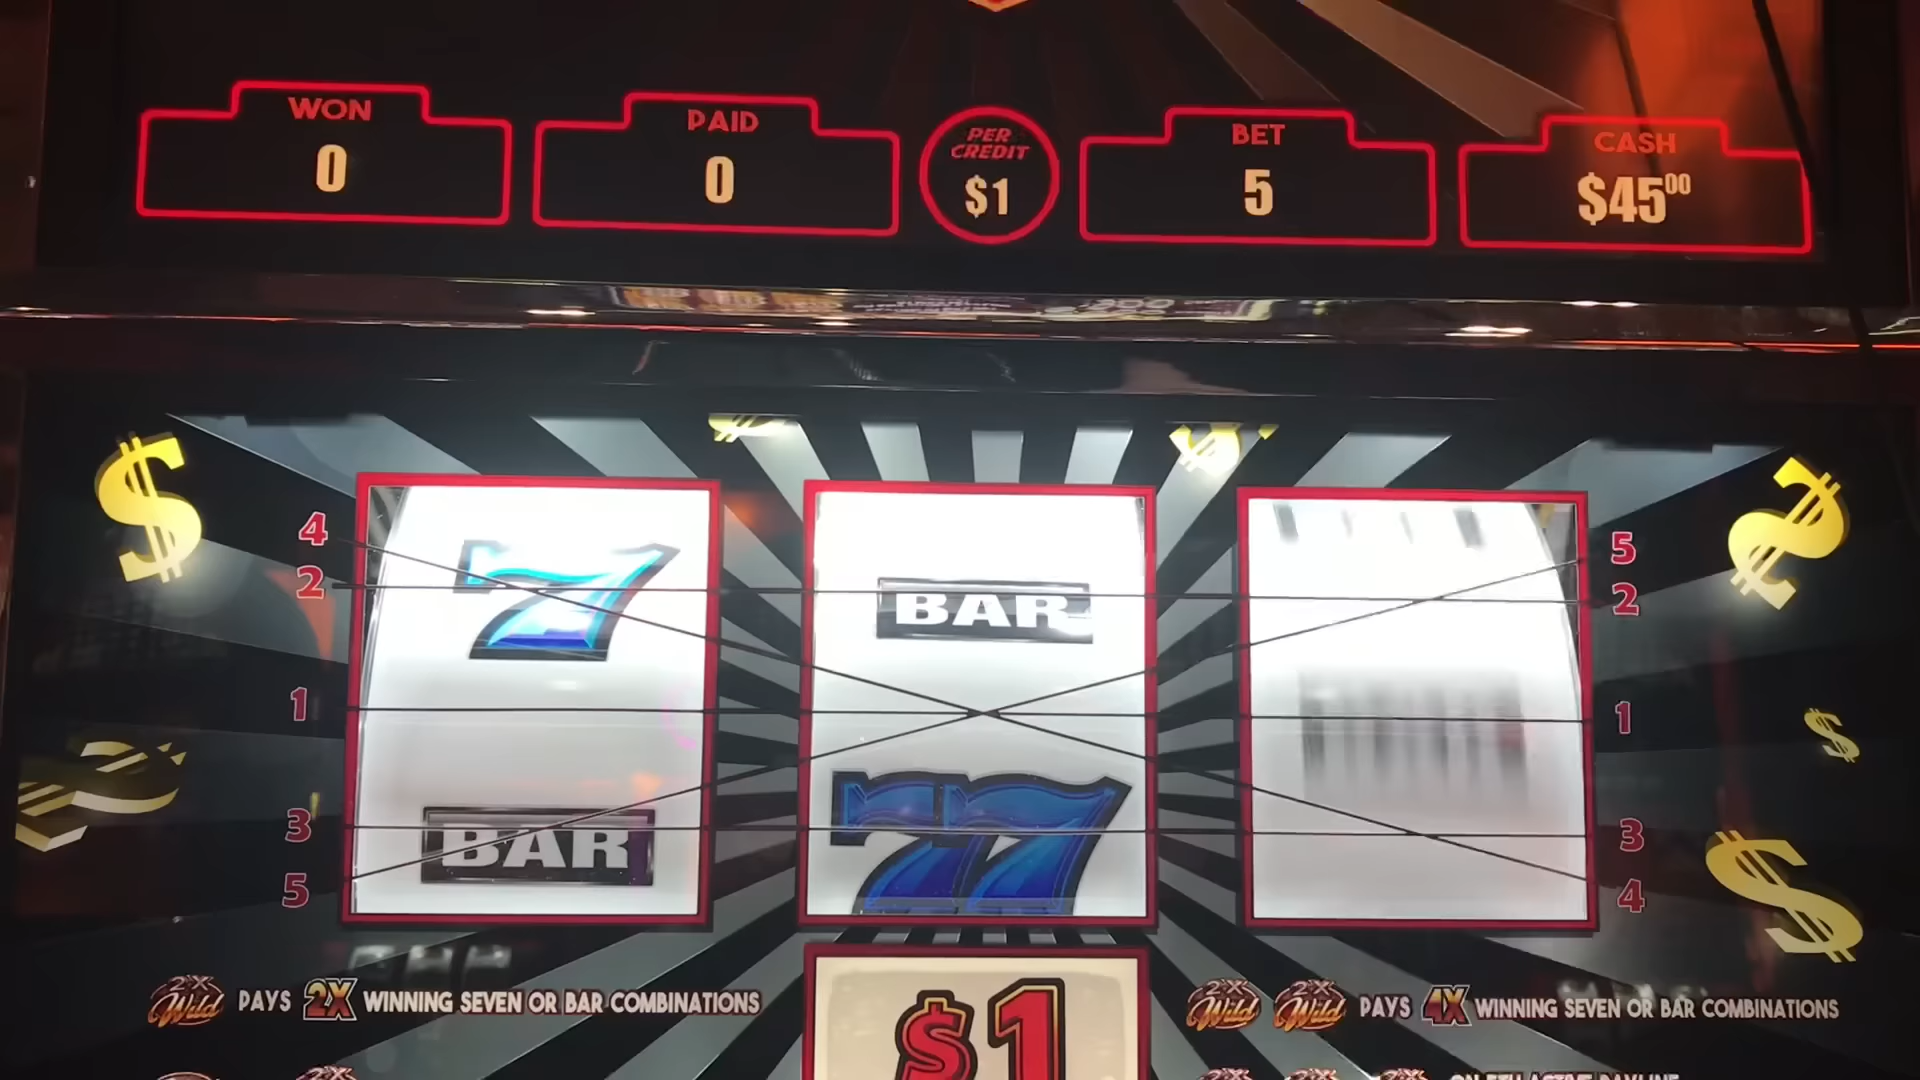 WON
0
PAID
0
PER
CREDIT
$1
BET
5
CASH
$45 00
4
2
1
3
5
7
BAR
BAR
77
5
2
1
3
4
2X
Wild PAYS 2X WINNING SEVEN OR BAR COMBINATIONS
2X 2X
Wild Wild PAYS 4X WINNING SEVEN OR BAR COMBINATIONS
$1